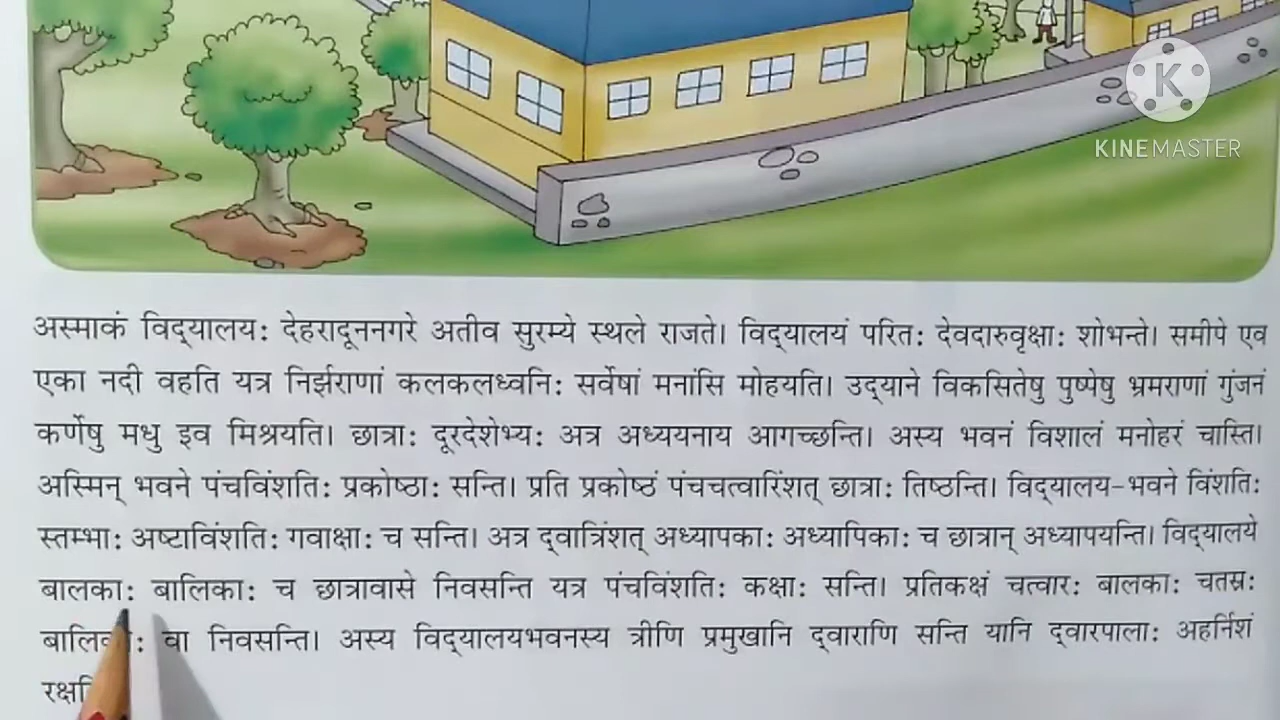 KINEMASTER
अस्माकं विद्‌यालयः देहरादूननगरे अतीव सुरम्ये स्थले राजते। विद्‌यालयं परितः देवदारुवृक्षाः शोभन्ते। समीपे एव
एका नदी वहति यत्र निर्झराणां कलकलध्वनिः सर्वेषां मनांसि मोहयति। उद्‌याने विकसितेषु पुष्पेषु भ्रमराणां गुंजनं
कर्णेषु मधु इव मिश्रयति। छात्राः दूरदेशेभ्यः अत्र अध्ययनाय आगच्छन्ति। अस्य भवनं विशालं मनोहरं चास्ति।
अस्मिन् भवने पंचविंशतिः प्रकोष्ठाः सन्ति। प्रति प्रकोष्ठं पंचचत्वारिंशत् छात्राः तिष्ठन्ति। विद्‌यालय-भवने विंशतिः
स्तम्भाः अष्टाविंशतिः गवाक्षाः च सन्ति। अत्र द्‌वात्रिंशत् अध्यापकाः अध्यापिकाः च छात्रान् अध्यापयन्ति। विद्‌यालये
बालकाः बालिकाः च छात्रावासे निवसन्ति यत्र पंचविंशतिः कक्षाः सन्ति। प्रतिकक्षं चत्वारः बालकाः चतस्रः
वा निवसन्ति। अस्य विद्‌यालयभवनस्य त्रीणि प्रमुखानि द्‌वाराणि सन्ति यानि द्‌वारपालाः अहर्निशं